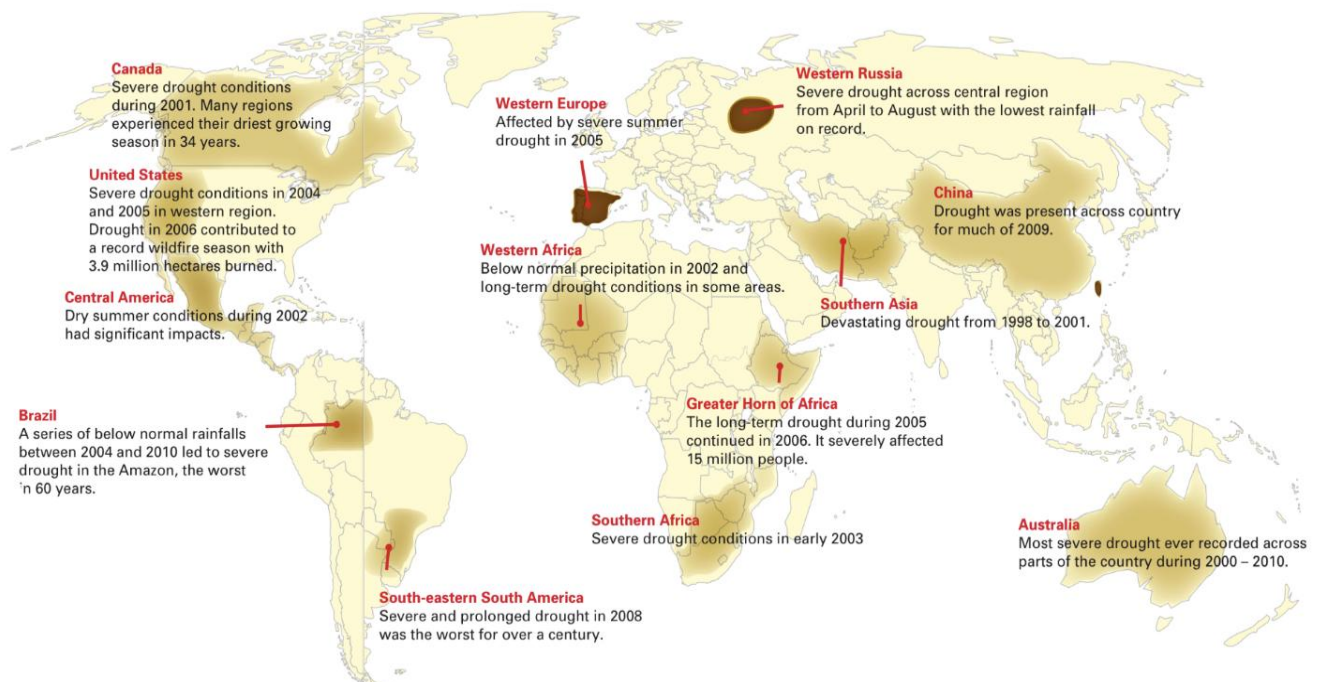 Canada
Severe drought conditions
during 2001. Many regions
experienced their driest growing
season in 34 years.
United States
Severe drought conditions in 2004
and 2005 in western region.
Drought in 2006 contributed to
a record wildfire season with
3.9 million hectares burned.
Central America
Dry summer conditions during 2002
had significant impacts.
Brazil
A series of below normal rainfalls
between 2004 and 2010 led to severe
drought in the Amazon, the worst
in 60 years.
South-eastern South America
Severe and prolonged drought in 2008
was the worst for over a century.
Western Europe
Affected by severe summer
drought in 2005
Western Africa
Below normal precipitation in 2002 and
long-term drought conditions in some areas.
Greater Horn of Africa
The long-term drought during 2005
continued in 2006. It severely affected
15 million people.
Southern Africa
Severe drought conditions in early 2003
Western Russia
Severe drought across central region
from April to August with the lowest rainfall
on record.
China
Drought was present across country
for much of 2009.
Southern Asia
Devastating drought from 1998 to 2001.
Australia
Most severe drought ever recorded across
parts of the country during 2000 – 2010.